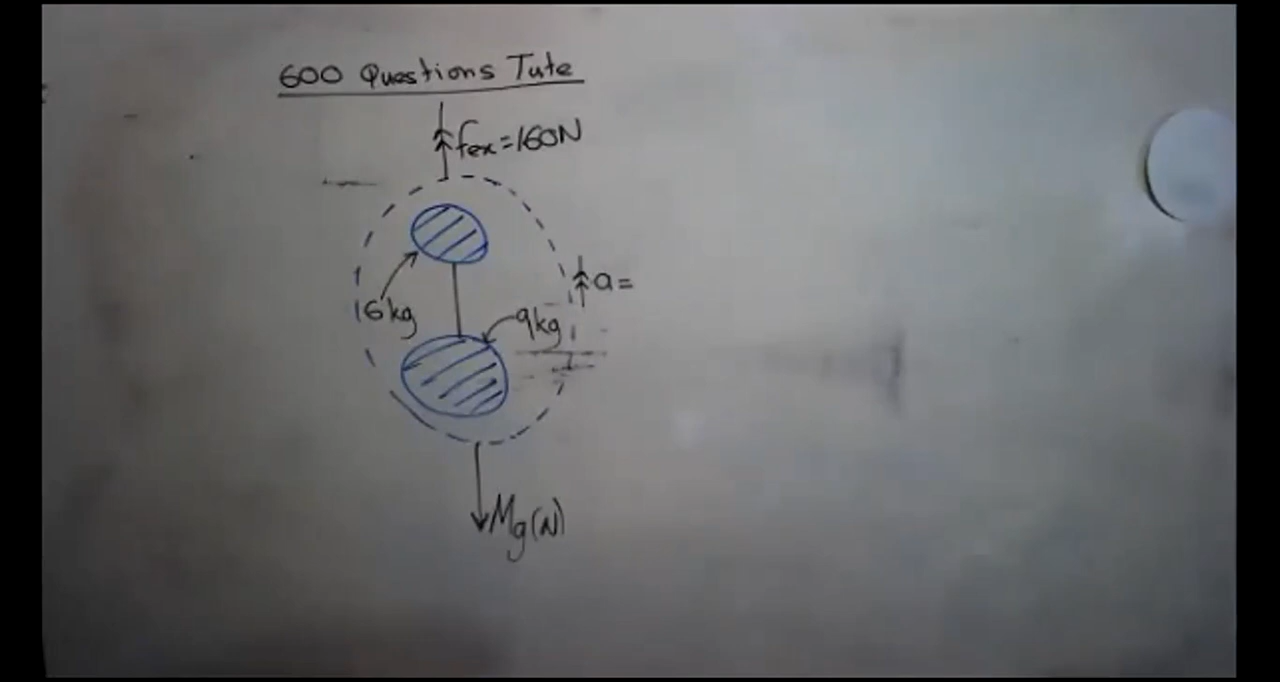 600 Questions Tute
fex=160N
a=
16kg
9kg
Mg(N)